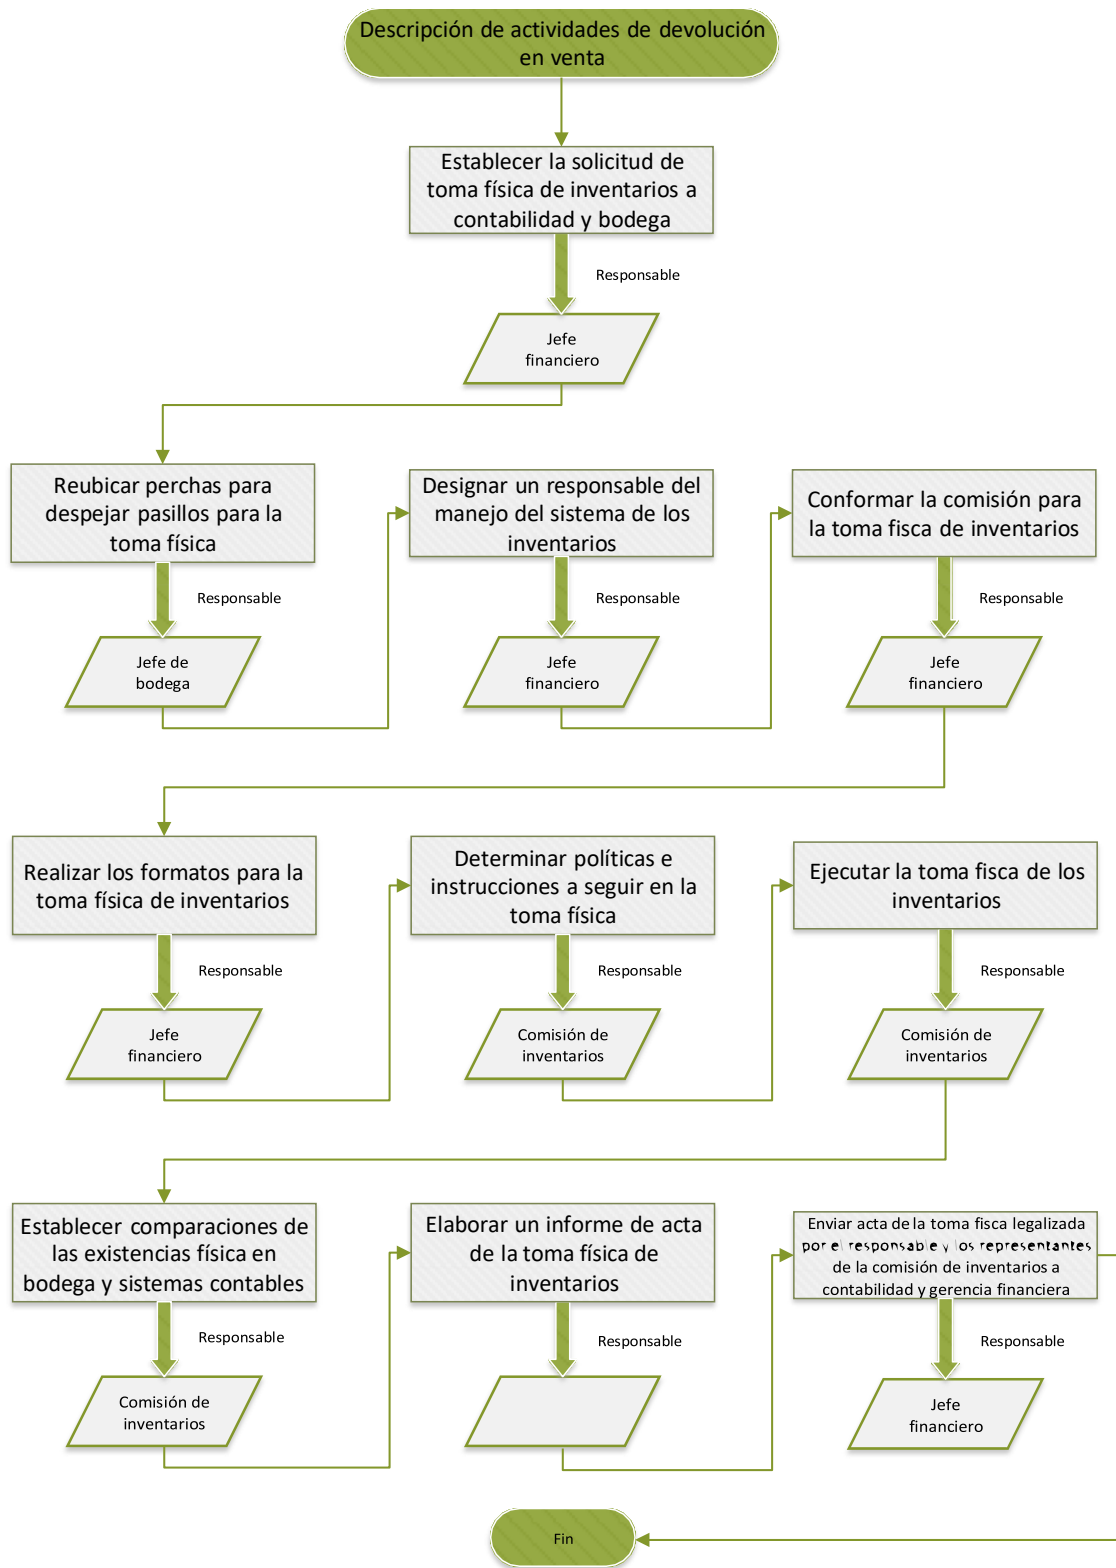 Descripción de actividades de devolución
en venta
Establecer la solicitud de
toma física de inventarios a
contabilidad y bodega
Responsable
Jefe
financiero
Reubicar perchas para
despejar pasillos para la
toma física
Responsable
Jefe de
bodega
Designar un responsable del
manejo del sistema de los
inventarios
Responsable
Jefe
financiero
Conformar la comisión para
la toma fisca de inventarios
Responsable
Jefe
financiero
Realizar los formatos para la
toma física de inventarios
Responsable
Jefe
financiero
Determinar políticas e
instrucciones a seguir en la
toma física
Responsable
Comisión de
inventarios
Ejecutar la toma fisca de los
inventarios
Responsable
Comisión de
inventarios
Establecer comparaciones de
las existencias física en
bodega y sistemas contables
Responsable
Comisión de
inventarios
Elaborar un informe de acta
de la toma física de
inventarios
Responsable
Enviar acta de la toma fisca legalizada
por el responsable y los representantes
de la comisión de inventarios a
contabilidad y gerencia financiera
Responsable
Jefe
financiero
Fin